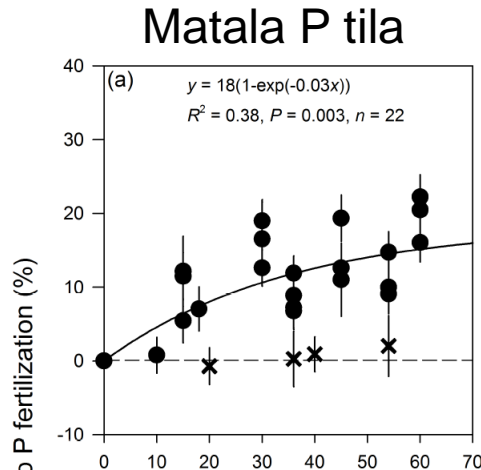 Matala P tila
40
(a)
y = 18(1-exp(-0.03x))
R² = 0.38, P = 0.003, n = 22
30
20
10
0
-10
P fertilization (%)
0 10 20 30 40 50 60 70